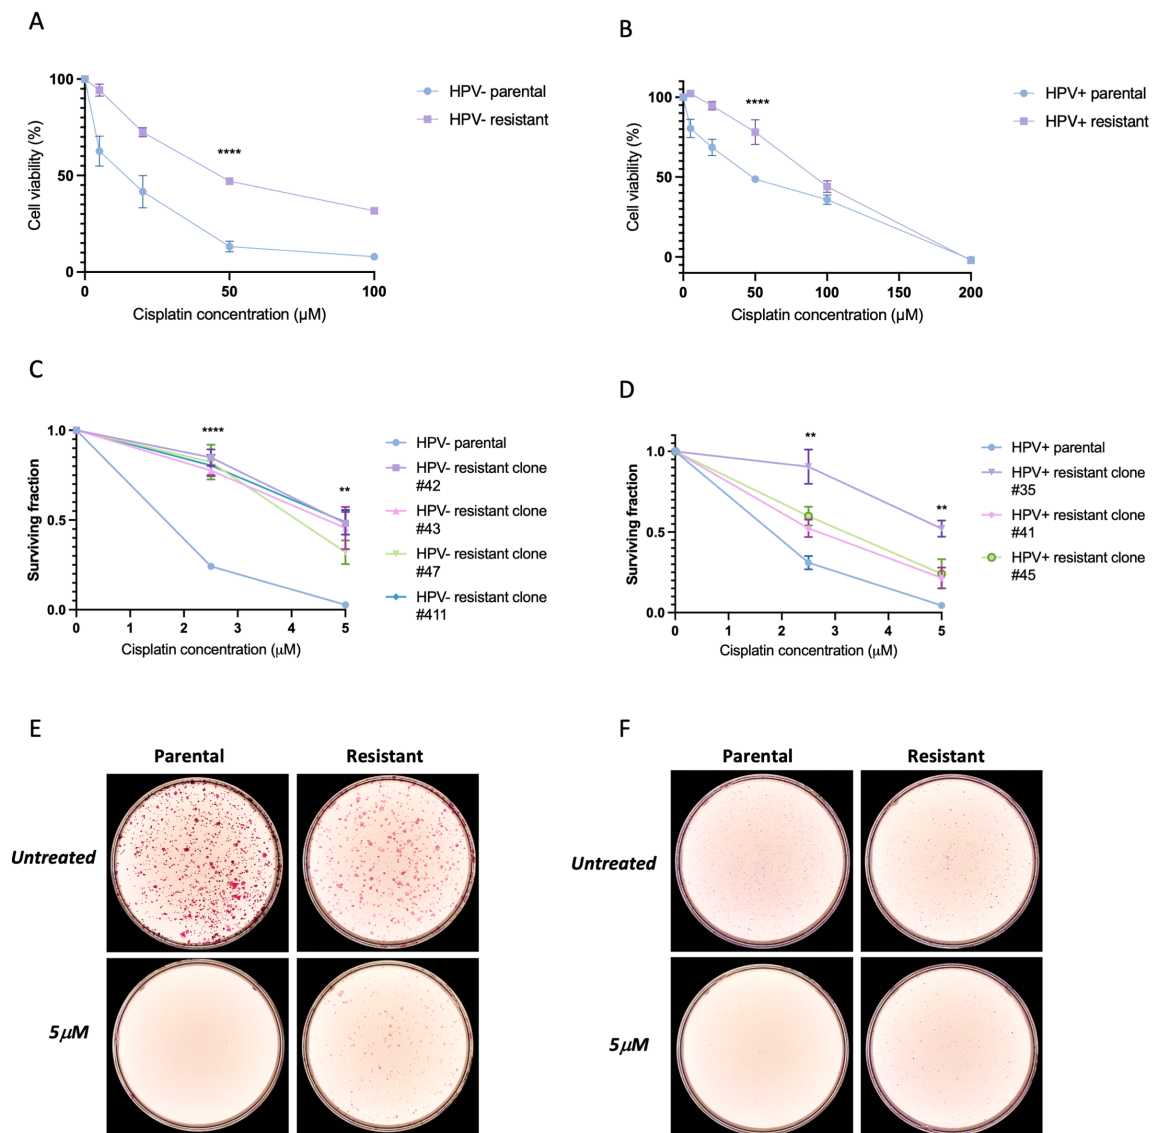 A
100
50
0
0
50
100
Cell viability (%)
Cisplatin concentration (µM)
****
HPV- parental
HPV- resistant
B
100
50
0
0
50
100
150
200
Cell viability (%)
Cisplatin concentration (µM)
****
HPV+ parental
HPV+ resistant
C
1.0
0.5
0.0
0
1
2
3
4
5
Surviving fraction
Cisplatin concentration (µM)
****
**
HPV- parental
HPV- resistant clone
#42
HPV- resistant clone
#43
HPV- resistant clone
#47
HPV- resistant clone
#411
D
1.0
0.5
0.0
0
1
2
3
4
5
Surviving fraction
Cisplatin concentration (µM)
**
**
HPV+ parental
HPV+ resistant clone
#35
HPV+ resistant clone
#41
HPV+ resistant clone
#45
E
Parental
Resistant
Untreated
5µM
F
Parental
Resistant
Untreated
5µM